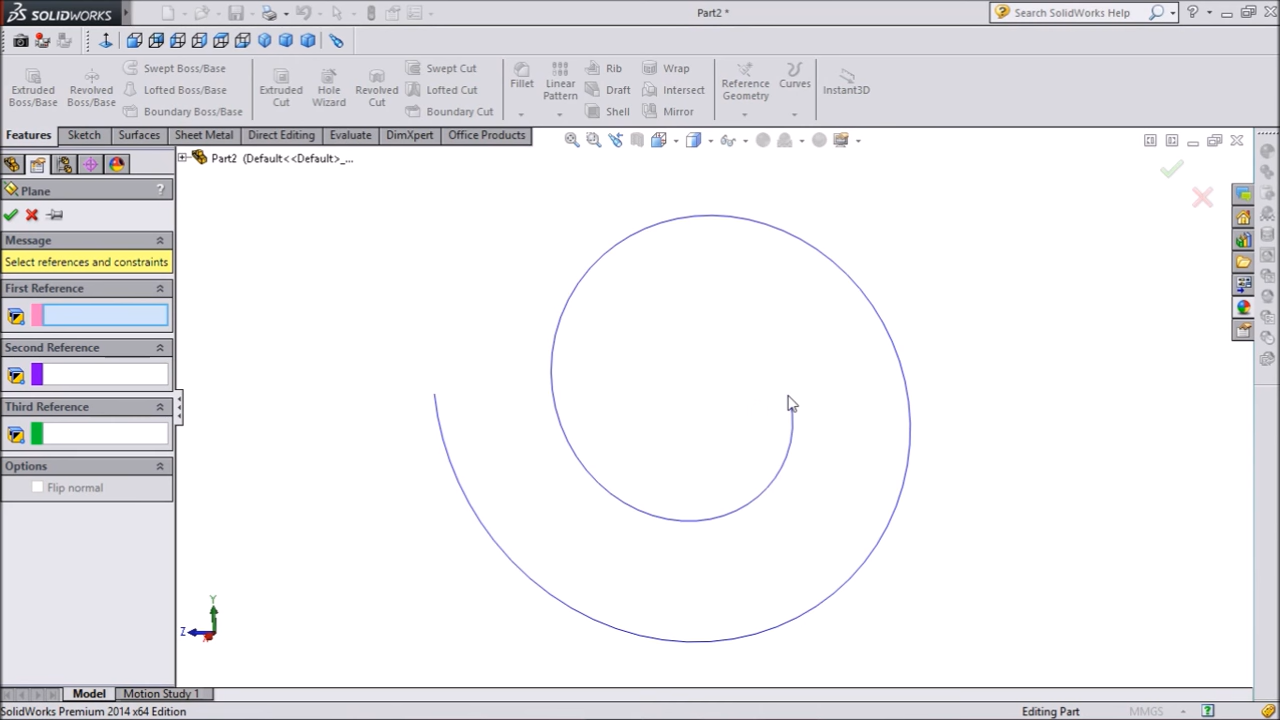 SOLIDWORKS
Part2 *
Search SolidWorks Help
Extruded Boss/Base
Revolved Boss/Base
Swept Boss/Base
Lofted Boss/Base
Boundary Boss/Base
Extruded Cut
Hole Wizard
Revolved Cut
Swept Cut
Lofted Cut
Boundary Cut
Fillet
Linear Pattern
Rib
Draft
Shell
Wrap
Intersect
Mirror
Reference Geometry
Curves
Instant3D
Features Sketch Surfaces Sheet Metal Direct Editing Evaluate DimXpert Office Products
Part2 (Default<<Default>_...
Plane ?
Message
Select references and constraints
First Reference
Second Reference
Third Reference
Options
Flip normal
Y
Z
X
Model Motion Study 1
SolidWorks Premium 2014 x64 Edition Editing Part MMGS